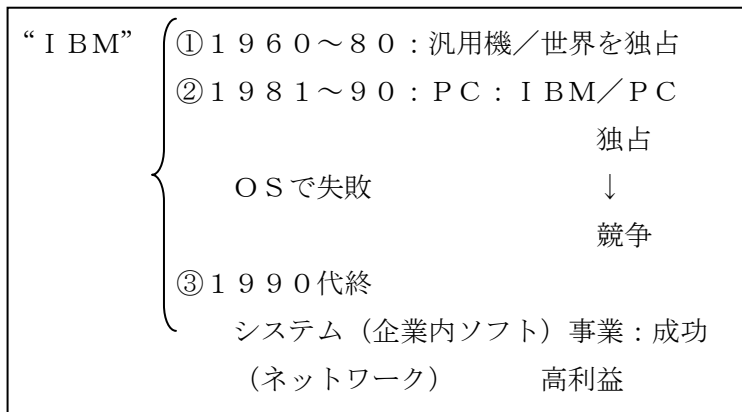 “ＩＢＭ”　①１９６０～８０：汎用機／世界を独占
②１９８１～９０：ＰＣ：ＩＢＭ／ＰＣ
独占
ＯＳで失敗　↓
競争
③１９９０代終
システム（企業内ソフト）事業：成功
（ネットワーク）　高利益